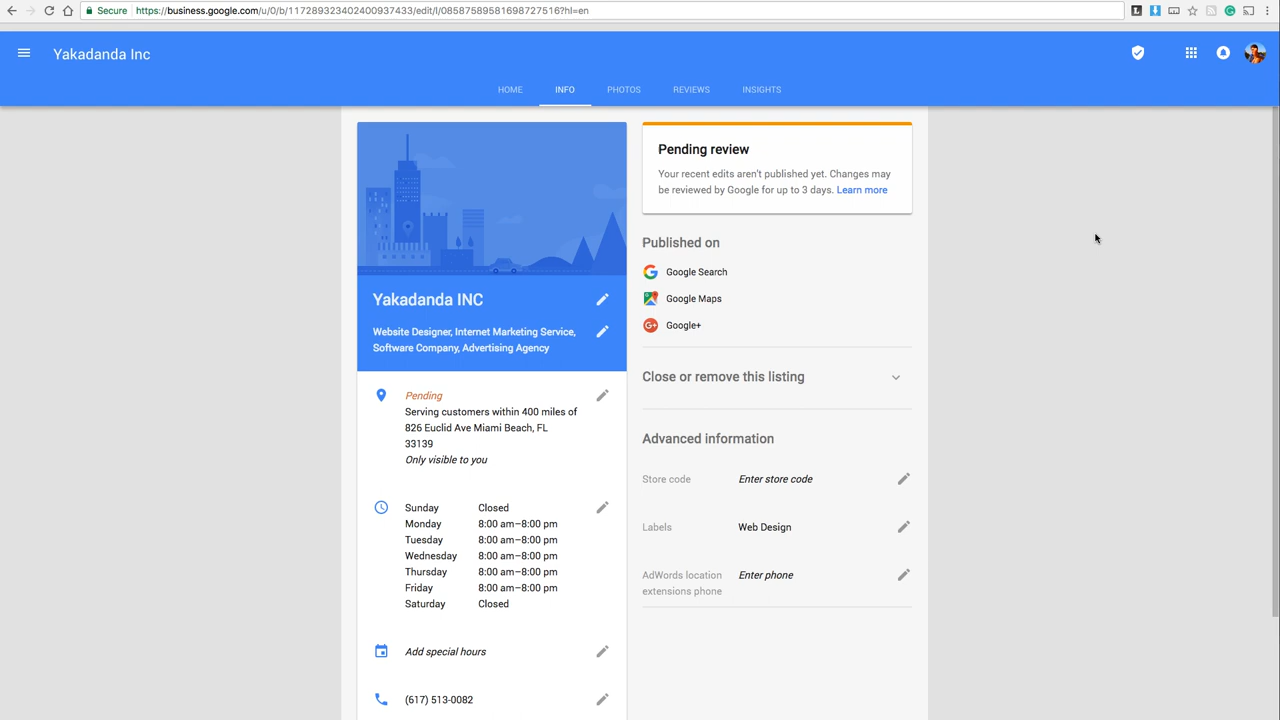 Secure
https://business.google.com/u/0/b/117289323402400937433/edit/l/08587589581698727516?hl=en
Yakadanda Inc
HOME
INFO
PHOTOS
REVIEWS
INSIGHTS
Yakadanda INC
Website Designer, Internet Marketing Service,
Software Company, Advertising Agency
Pending
Serving customers within 400 miles of
826 Euclid Ave Miami Beach, FL
33139
Only visible to you
Sunday Closed
Monday 8:00 am–8:00 pm
Tuesday 8:00 am–8:00 pm
Wednesday 8:00 am–8:00 pm
Thursday 8:00 am–8:00 pm
Friday 8:00 am–8:00 pm
Saturday Closed
Add special hours
(617) 513-0082
Pending review
Your recent edits aren't published yet. Changes may
be reviewed by Google for up to 3 days. Learn more
Published on
Google Search
Google Maps
Google+
Close or remove this listing
Advanced information
Store code Enter store code
Labels Web Design
AdWords location Enter phone
extensions phone